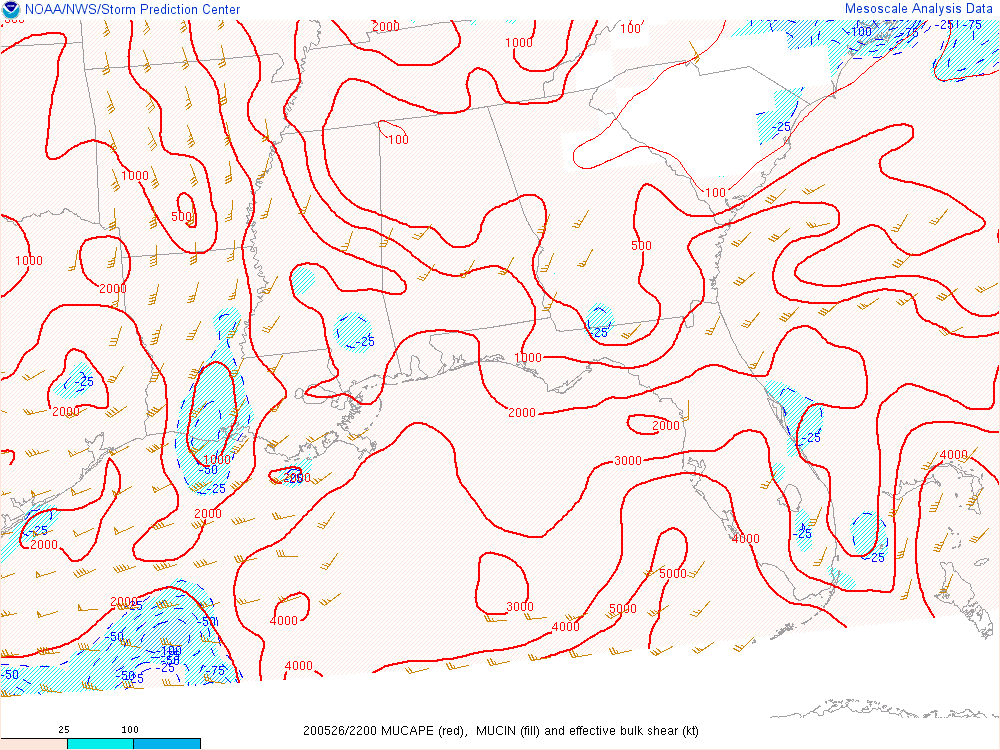 NOAA/NWS/Storm Prediction Center Mesoscale Analysis Data
2000 100 -100 -75 -25 -75
1000
-25
100
1000
100
500 500
1000
2000
-25 -25
1000
-25
2000 2000 2000
-25
1000 3000 4000
-50
2000 -25
-25
2000
-25 4000 -25
2000 -25
5000
2000 -25 3000 5000
-50 4000 4000
-50
-100
-50
-50 -50 -25 -75 4000
25 100
200526/2200 MUCAPE (red), MUCIN (fill) and effective bulk shear (kt)